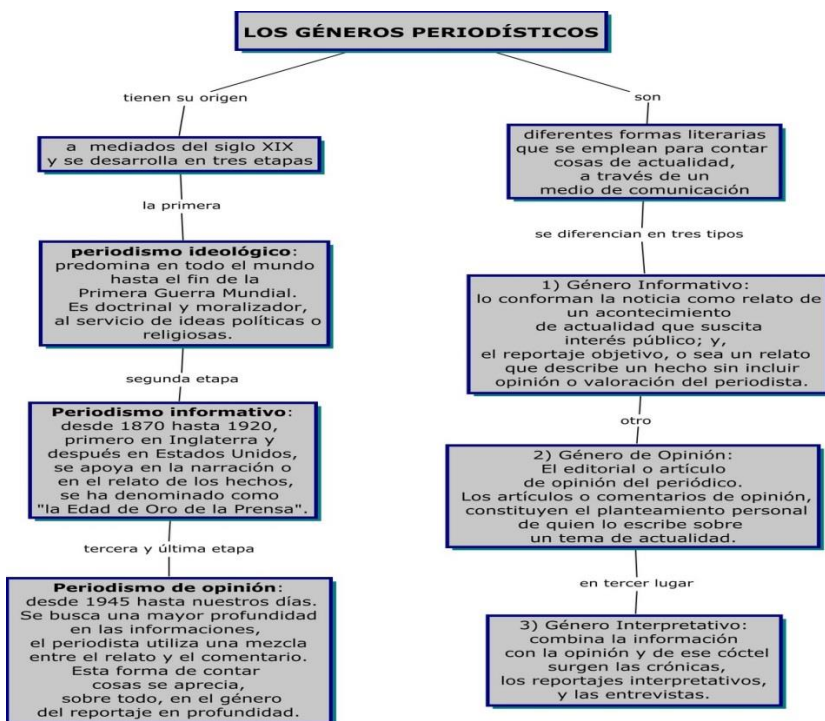 LOS GÉNEROS PERIODÍSTICOS
tienen su origen
a mediados del siglo XIX
y se desarrolla en tres etapas
la primera
periodismo ideológico:
predomina en todo el mundo
hasta el fin de la
Primera Guerra Mundial.
Es doctrinal y moralizador,
al servicio de ideas políticas o
religiosas.
segunda etapa
Periodismo informativo:
desde 1870 hasta 1920,
primero en Inglaterra y
después en Estados Unidos,
se apoya en la narración o
en el relato de los hechos,
se ha denominado como
"la Edad de Oro de la Prensa".
tercera y última etapa
Periodismo de opinión:
desde 1945 hasta nuestros días.
Se busca una mayor profundidad
en las informaciones,
el periodista utiliza una mezcla
entre el relato y el comentario.
Esta forma de contar
cosas se aprecia,
sobre todo, en el género
del reportaje en profundidad.
son
diferentes formas literarias
que se emplean para contar
cosas de actualidad,
a través de un
medio de comunicación
se diferencian en tres tipos
1) Género Informativo:
lo conforman la noticia como relato de
un acontecimiento
de actualidad que suscita
interés público; y,
el reportaje objetivo, o sea un relato
que describe un hecho sin incluir
opinión o valoración del periodista.
otro
2) Género de Opinión:
El editorial o artículo
de opinión del periódico.
Los artículos o comentarios de opinión,
constituyen el planteamiento personal
de quien lo escribe sobre
un tema de actualidad.
en tercer lugar
3) Género Interpretativo:
combina la información
con la opinión y de ese cóctel
surgen las crónicas,
los reportajes interpretativos,
y las entrevistas.